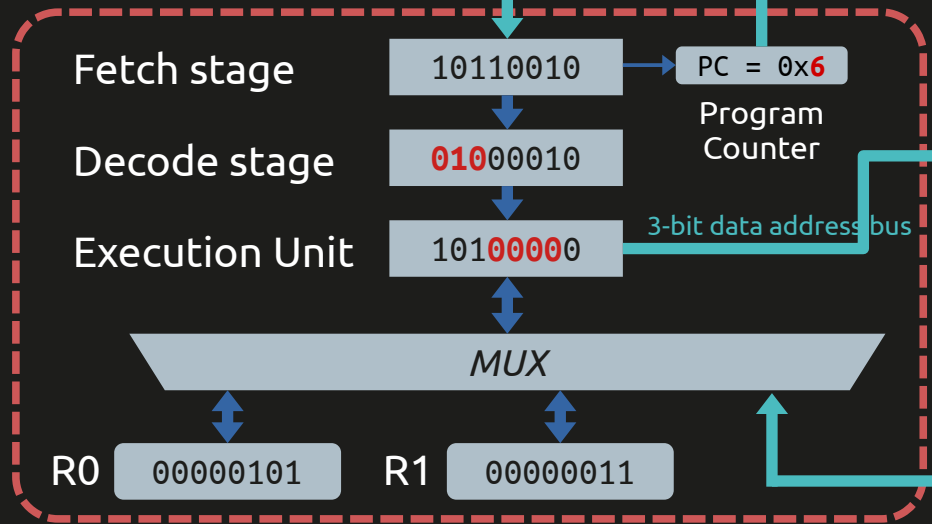 Fetch stage
10110010
PC = 0x6
Program
Counter
Decode stage
01000010
Execution Unit
10100000
3-bit data address bus
MUX
R0
00000101
R1
00000011